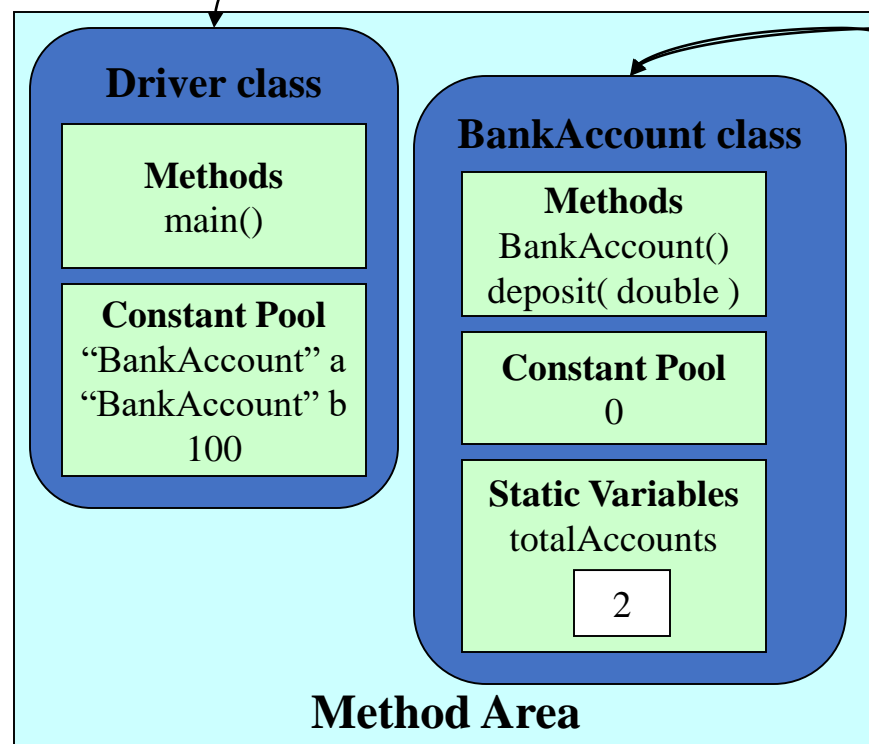 Driver class
Methods
main()
Constant Pool
“BankAccount” a
“BankAccount” b
100
BankAccount class
Methods
BankAccount()
deposit( double )
Constant Pool
0
Static Variables
totalAccounts
2
Method Area